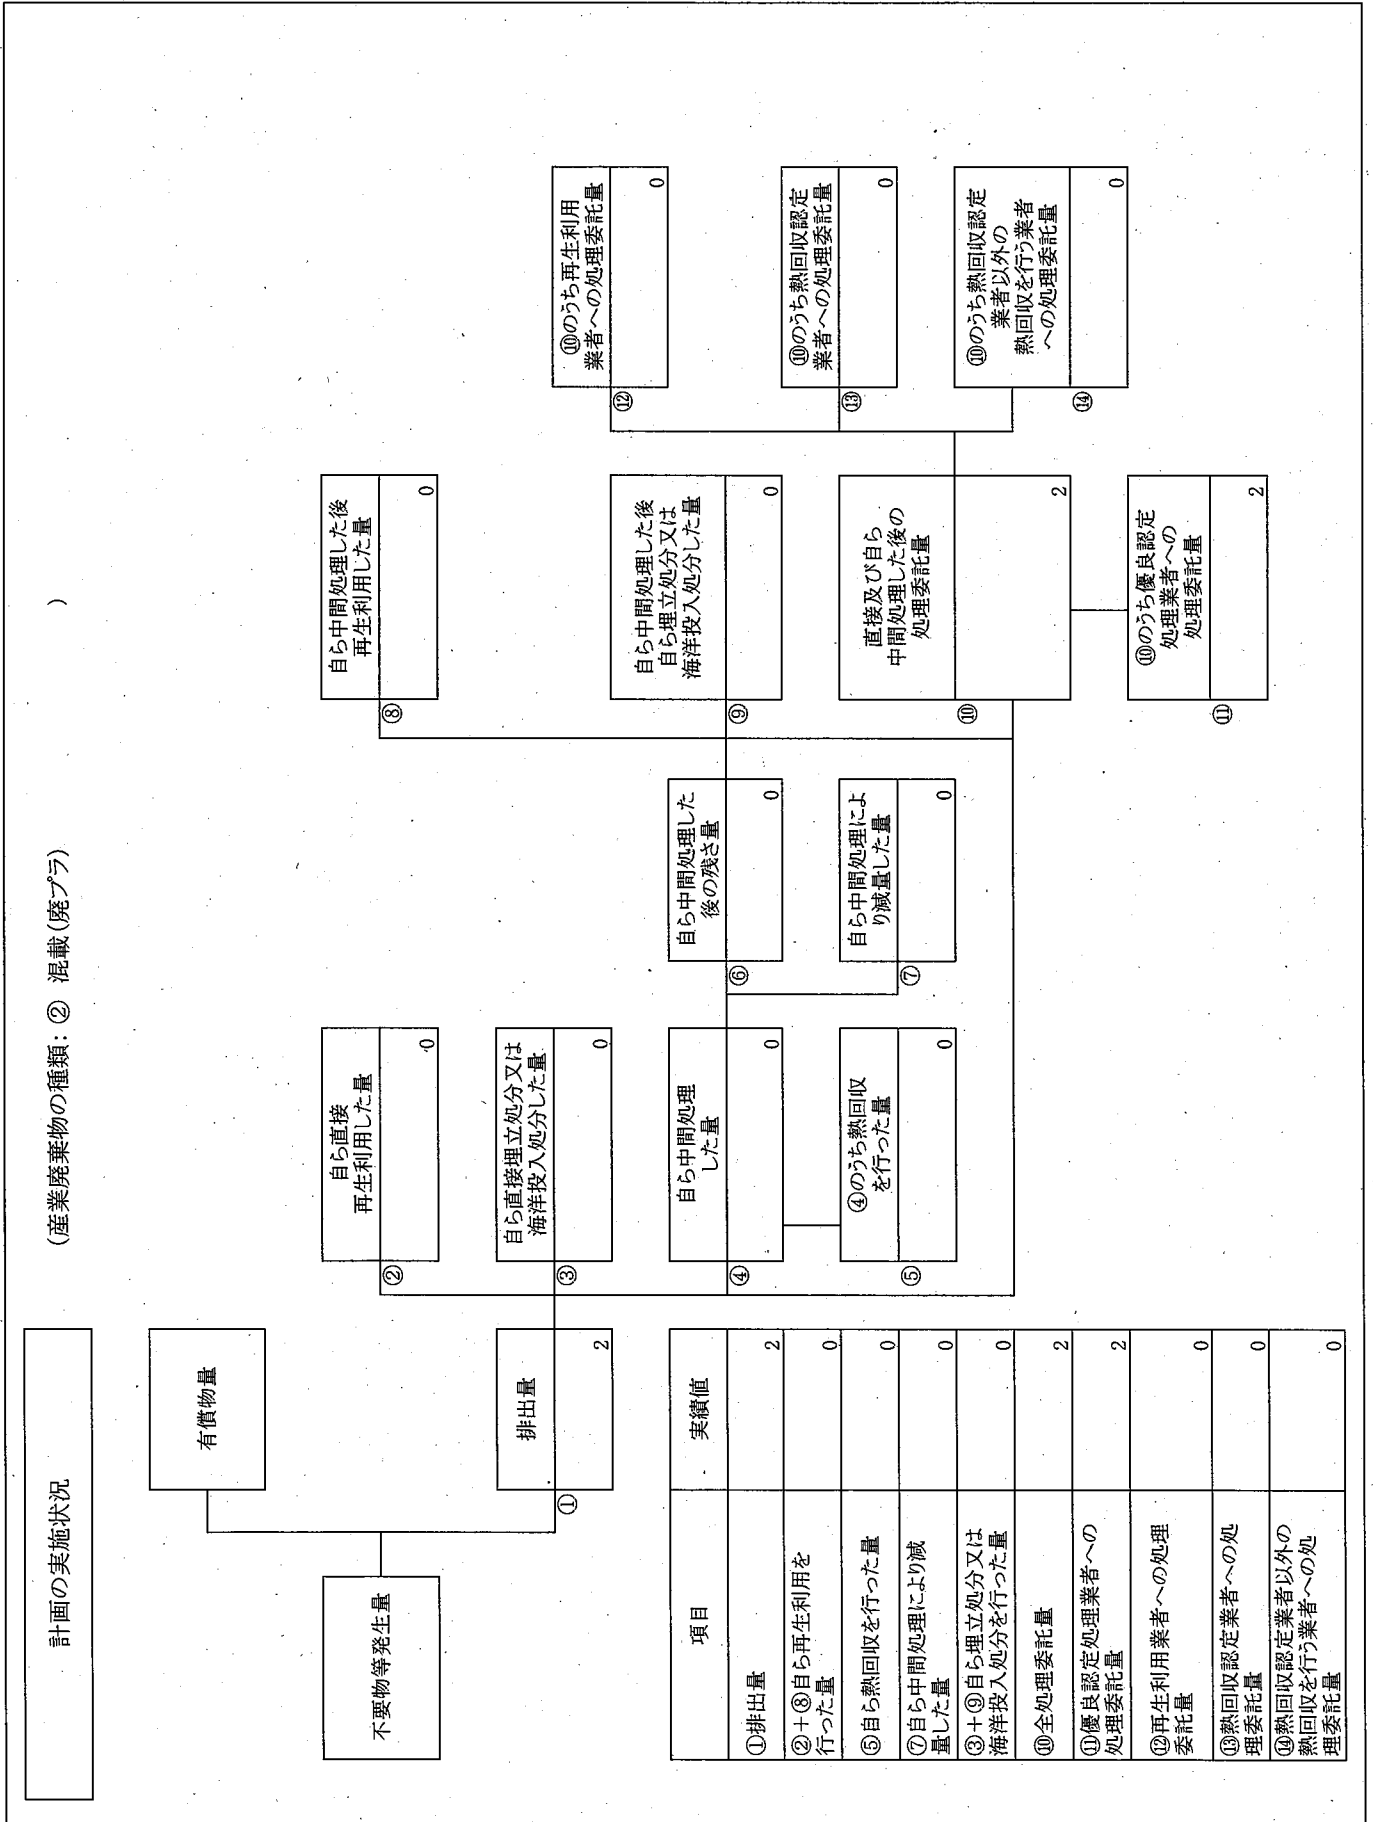 計画の実施状況
(産業廃棄物の種類：② 混載(廃プラ)
)
不要物等発生量
有償物量
排出量
①
2
自ら直接
再生利用した量
②
0
自ら直接埋立処分又は
海洋投入処分した量
③
0
自ら中間処理
した量
④
0
④のうち熱回収
を行った量
⑤
0
自ら中間処理した
後の残さ量
⑥
0
自ら中間処理によ
り減量した量
⑦
0
自ら中間処理した後
再生利用した量
⑧
0
自ら中間処理した後
自ら埋立処分又は
海洋投入処分した量
⑨
0
直接及び自ら
中間処理した後の
処理委託量
⑩
2
⑩のうち優良認定
処理業者への
処理委託量
⑪
2
⑩のうち再生利用
業者への処理委託量
⑫
0
⑩のうち熱回収認定
業者への処理委託量
⑬
0
⑩のうち熱回収認定
業者以外の
熱回収を行う業者
への処理委託量
⑭
0
項目 実績値
①排出量 2
②＋⑧自ら再生利用を
行った量 0
⑤自ら熱回収を行った量 0
⑦自ら中間処理により減
量した量 0
③＋⑨自ら埋立処分又は
海洋投入処分を行った量 0
⑩全処理委託量 2
⑪優良認定処理業者への
処理委託量 2
⑫再生利用業者への処理
委託量 0
⑬熱回収認定業者への処
理委託量 0
⑭熱回収認定業者以外の
熱回収を行う業者への処
理委託量 0